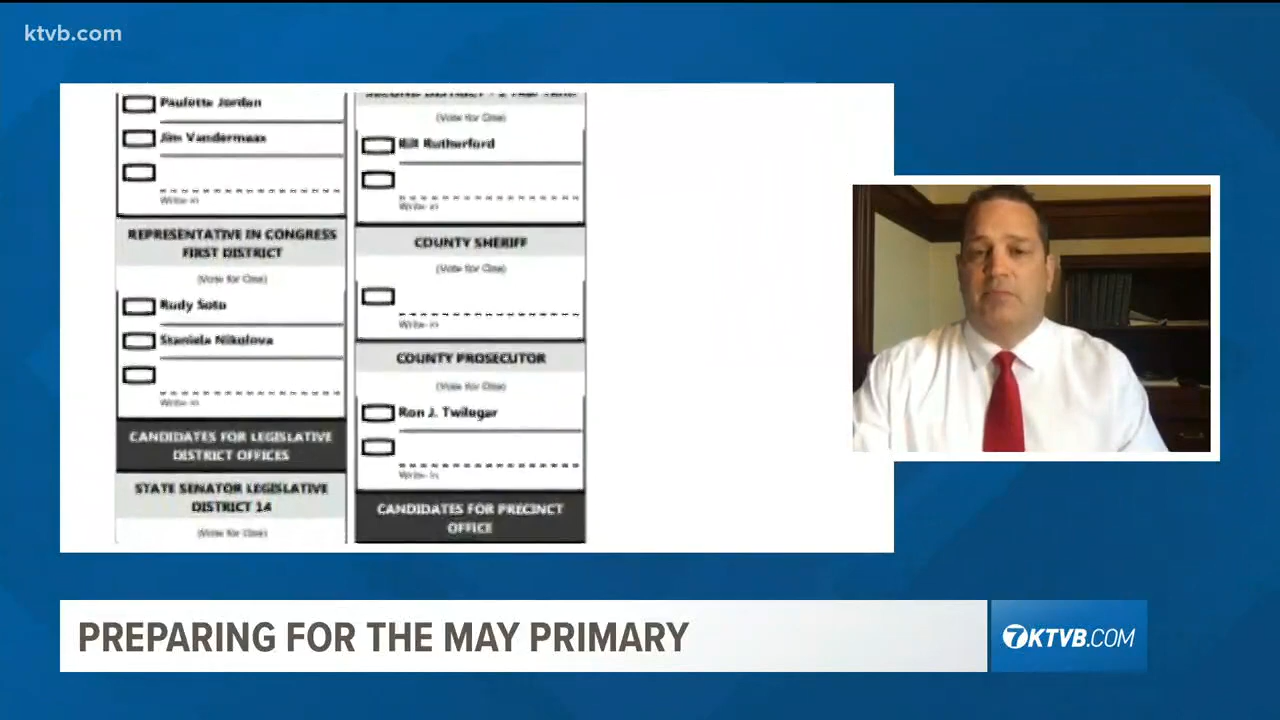 ktvb.com
Paulette Jordan
Jim Vandermaas
Write-in
REPRESENTATIVE IN CONGRESS
FIRST DISTRICT
(Vote for One)
Rudy Soto
Staniela Nikolova
Write-in
CANDIDATES FOR LEGISLATIVE
DISTRICT OFFICES
STATE SENATOR LEGISLATIVE
DISTRICT 14
(Vote for One)
(Vote for One)
Bill Rutherford
Write-in
COUNTY SHERIFF
(Vote for One)
Write-in
COUNTY PROSECUTOR
(Vote for One)
Ron J. Twilegar
Write-in
CANDIDATES FOR PRECINCT
OFFICE
PREPARING FOR THE MAY PRIMARY
7KTVB.COM